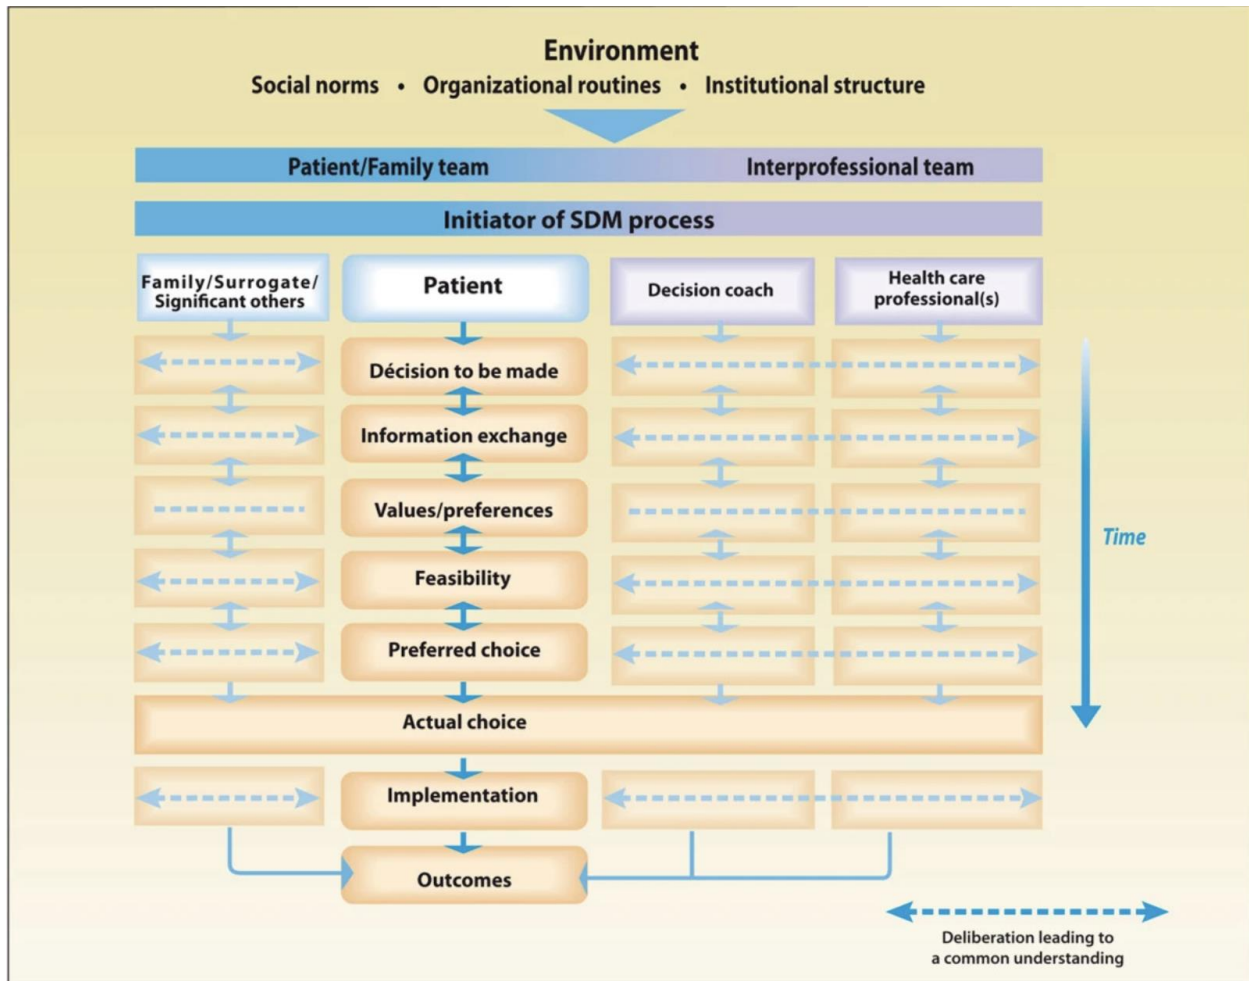 Environment
Social norms • Organizational routines • Institutional structure
Patient/Family team
Interprofessional team
Initiator of SDM process
Family/Surrogate/
Significant others
Patient
Decision coach
Health care
professional(s)
Décision to be made
Information exchange
Values/preferences
Feasibility
Preferred choice
Time
Actual choice
Implementation
Outcomes
Deliberation leading to
a common understanding